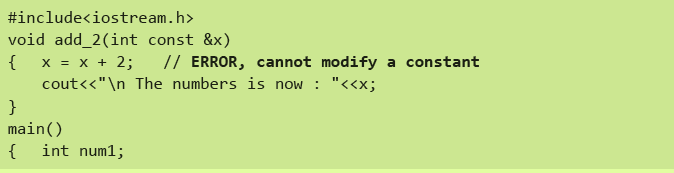 #include<iostream.h>
void add_2(int const &x)
{   x = x + 2;   // ERROR, cannot modify a constant
    cout<<"\n The numbers is now : "<<x;
}
main()
{   int num1;